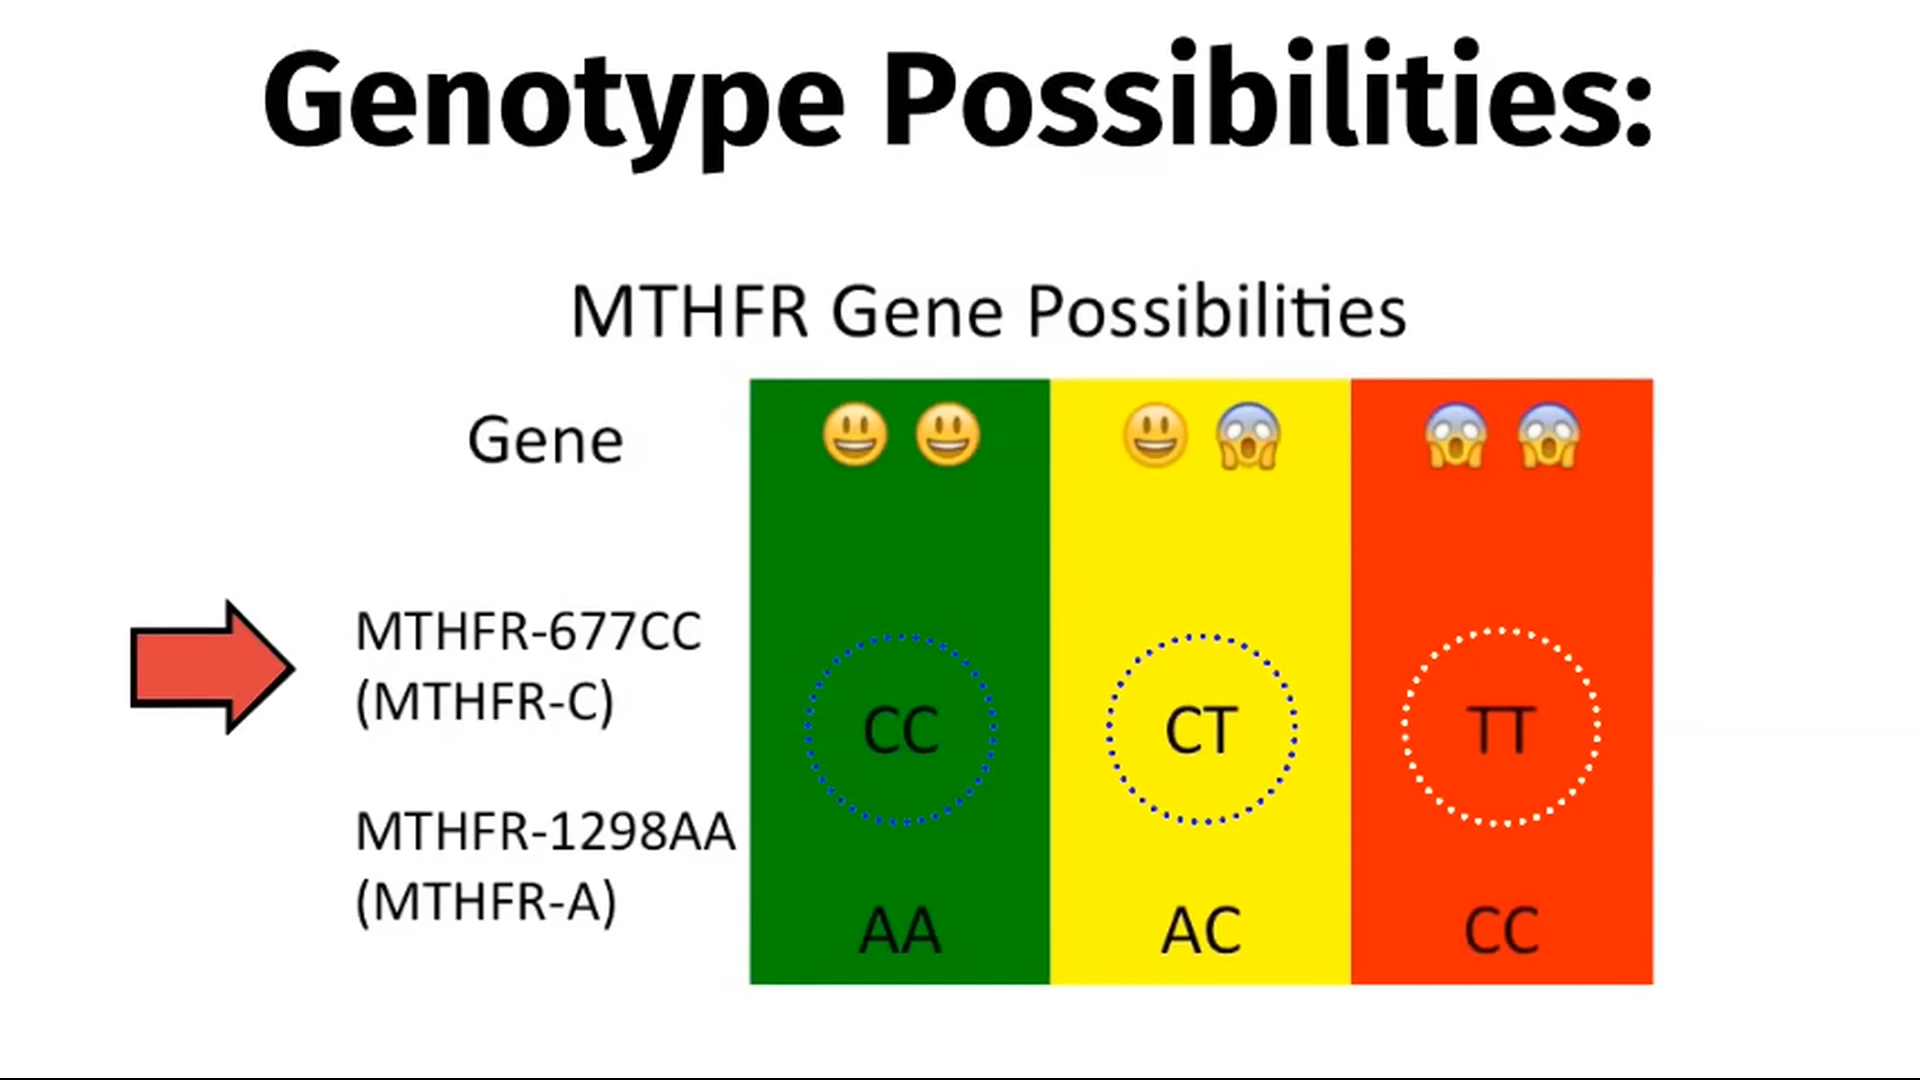 Genotype Possibilities:
MTHFR Gene Possibilities
Gene
MTHFR-677CC
(MTHFR-C)
CC CT TT
MTHFR-1298AA
(MTHFR-A)
AA AC CC